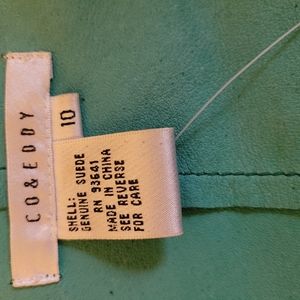 CO & EDDY
10
SHELL:
GENUINE SUEDE
RN 93641
MADE IN CHINA
SEE REVERSE
FOR CARE